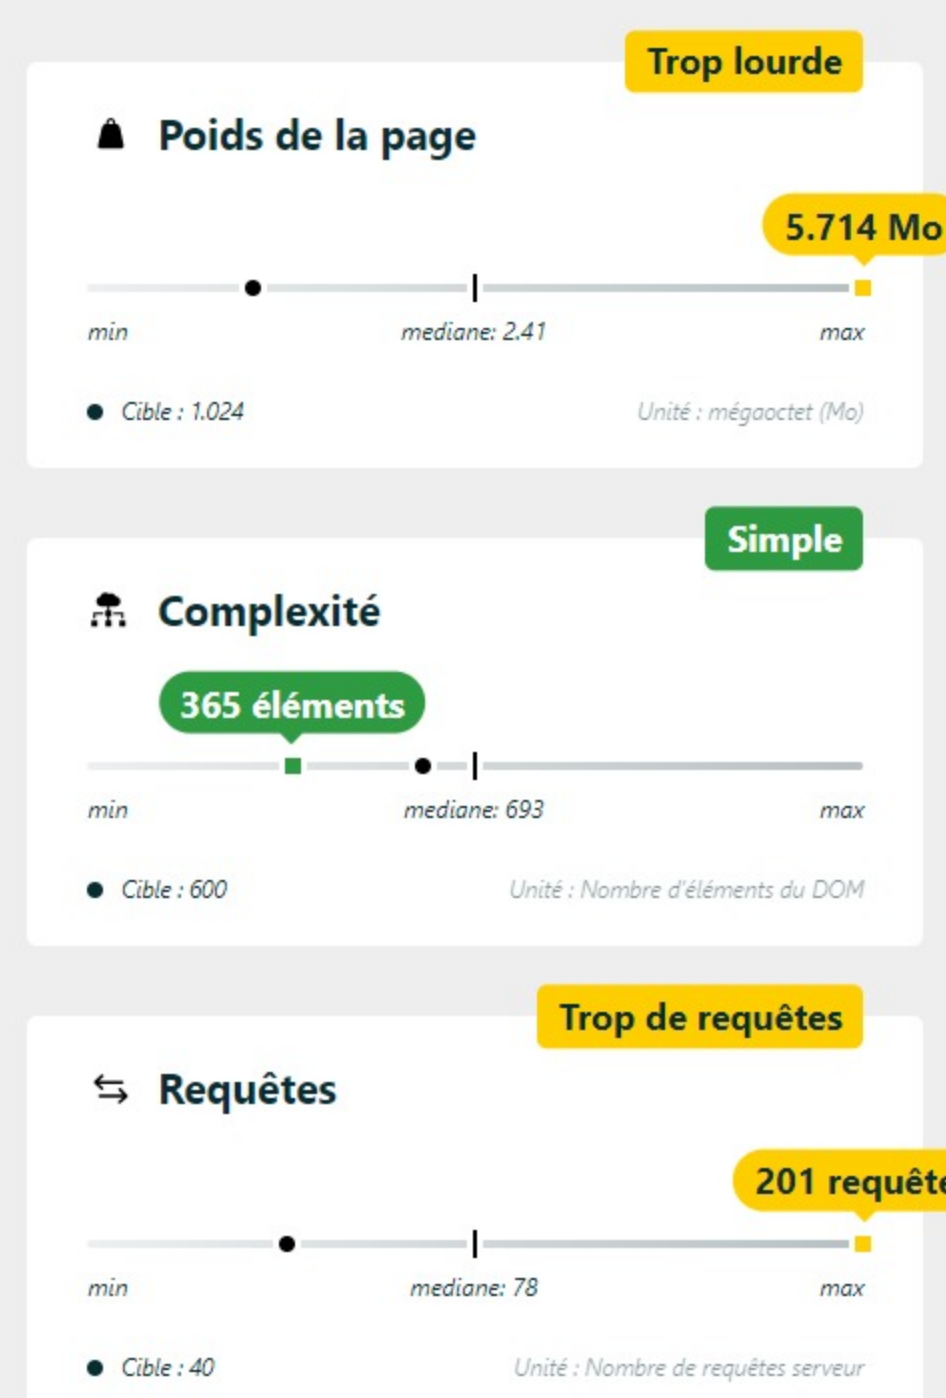 Trop lourde
Poids de la page
5.714 Mo
min mediane: 2.41 max
Cible : 1.024 Unité : mégaoctet (Mo)
Simple
Complexité
365 éléments
min mediane: 693 max
Cible : 600 Unité : Nombre d'éléments du DOM
Trop de requêtes
Requêtes
201 requête
min mediane: 78 max
Cible : 40 Unité : Nombre de requêtes serveur